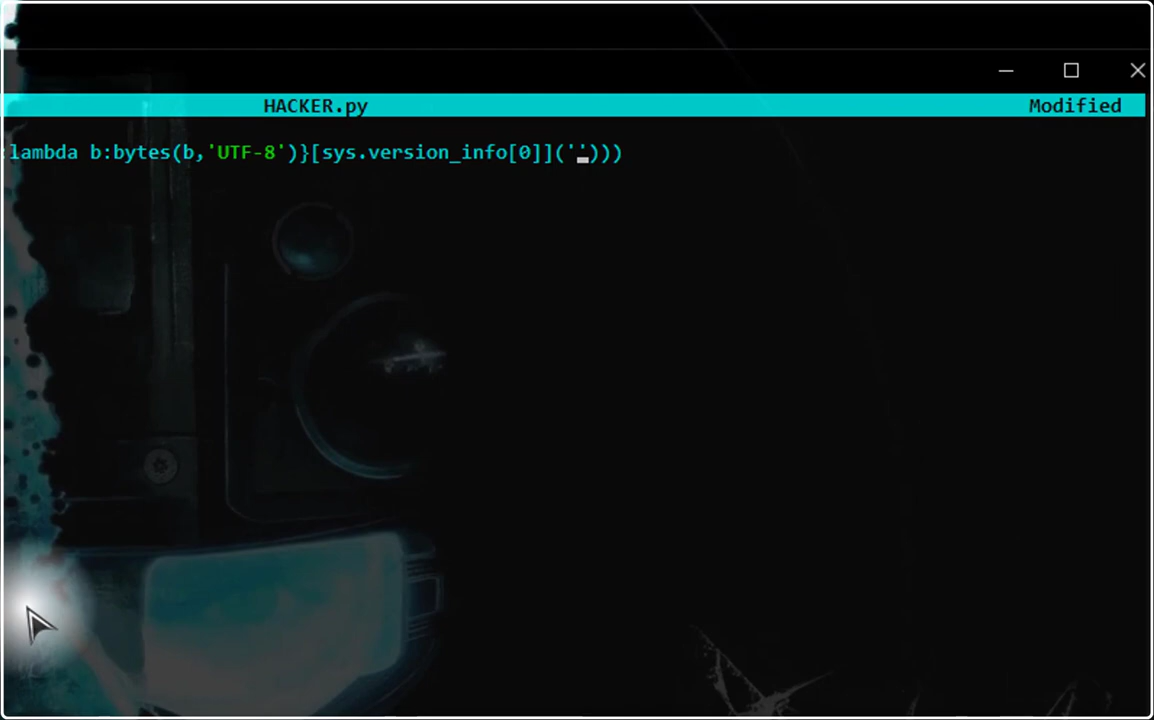 HACKER.py Modified
lambda b:bytes(b,'UTF-8')}[sys.version_info[0]]('')))